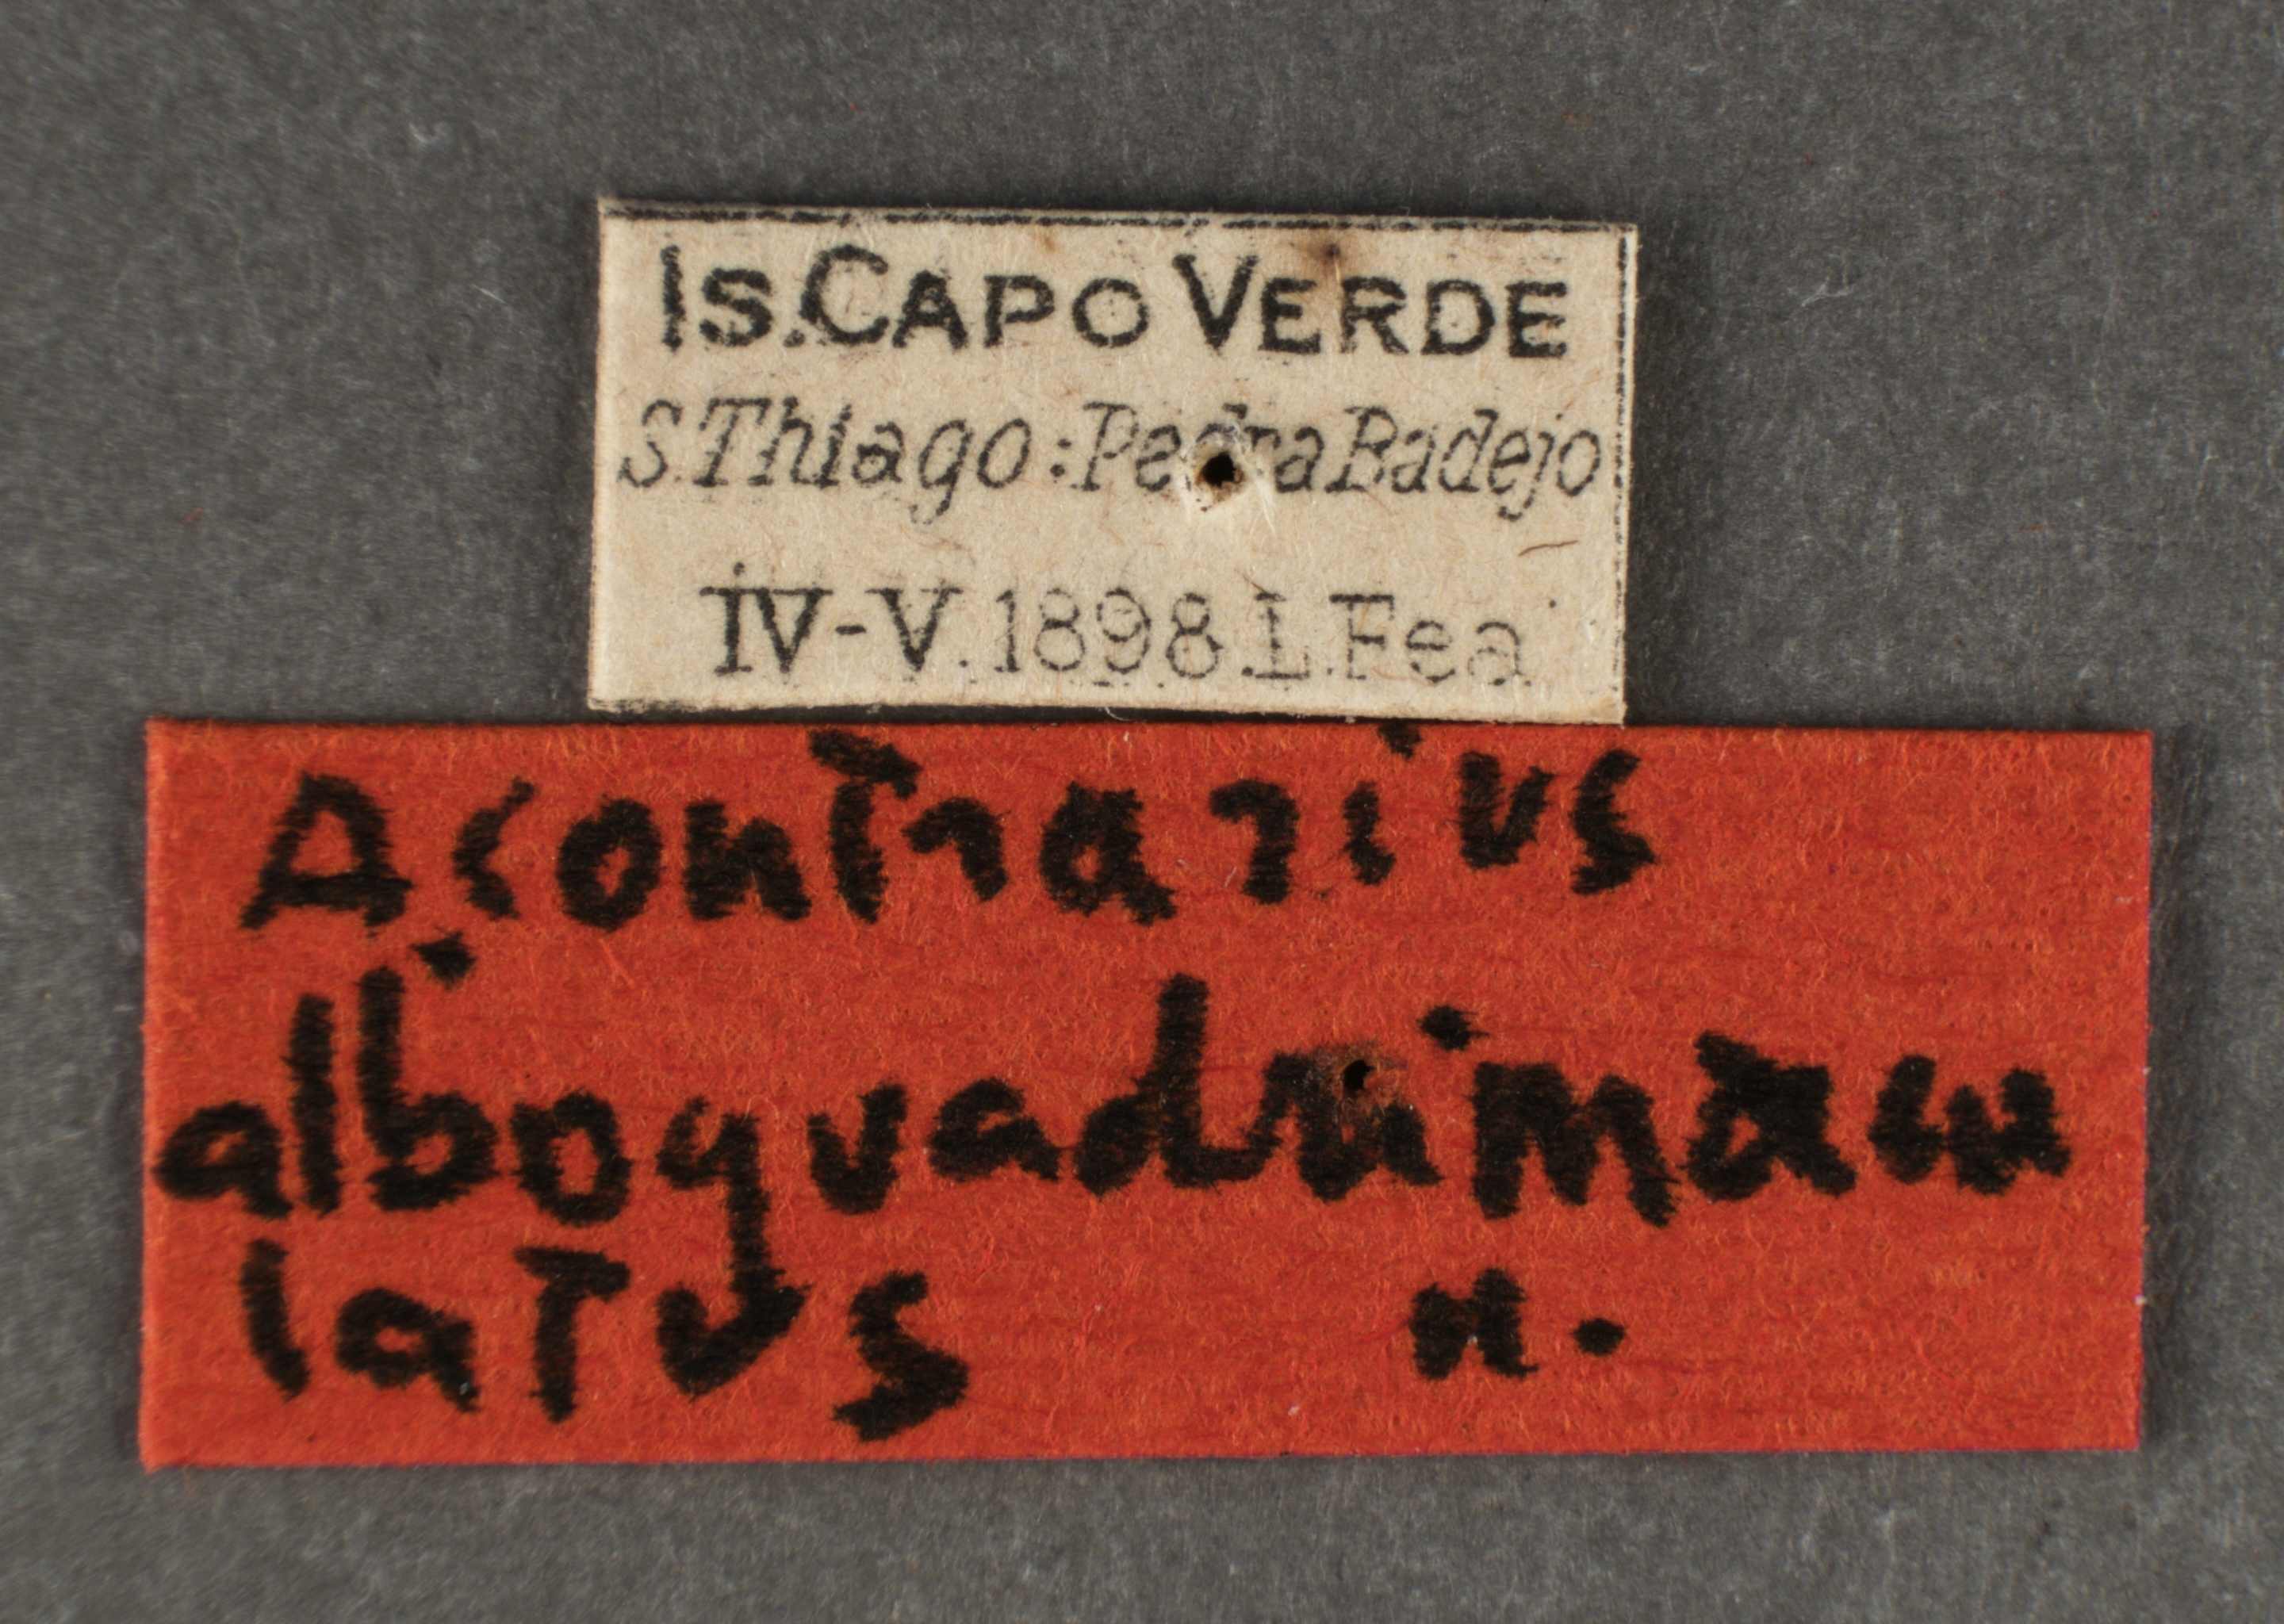 IS. CAPO VERDE
S. Thiago: Pedra Badejo
IV-V. 1898. L. Fea
Acontrarius
alboquadrimacu
latus n.